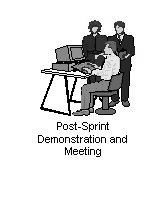 Post-Sprint
Demonstration and
Meeting